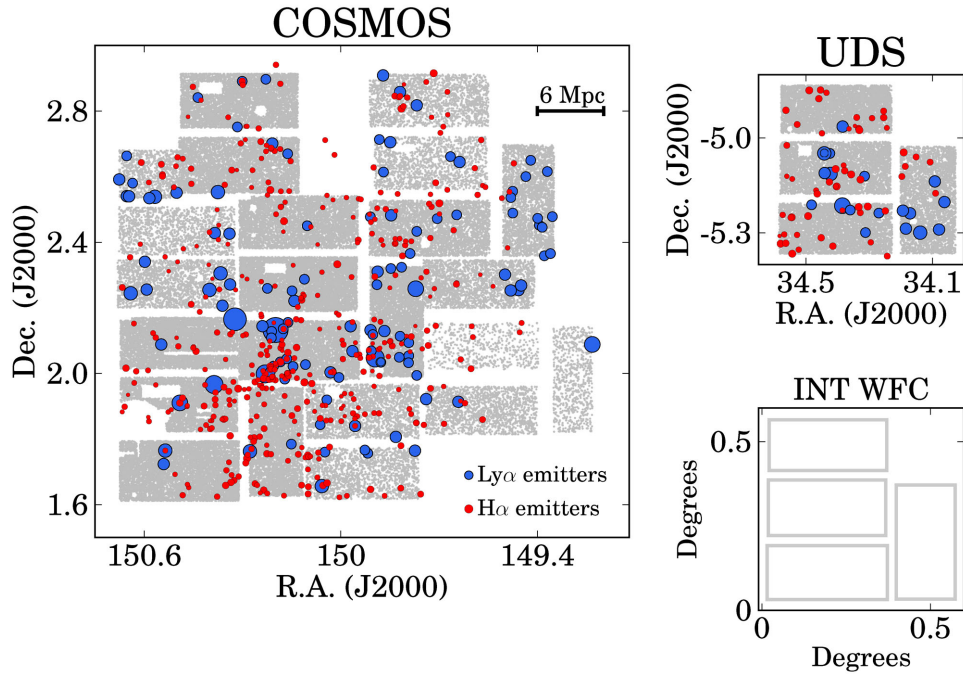 COSMOS
Dec. (J2000)
2.8
2.4
2.0
1.6
6 Mpc
Lyα emitters
Hα emitters
150.6
150
149.4
R.A. (J2000)
UDS
Dec. (J2000)
-5.0
-5.3
34.5
34.1
R.A. (J2000)
INT WFC
Degrees
0.5
0
0
0.5
Degrees